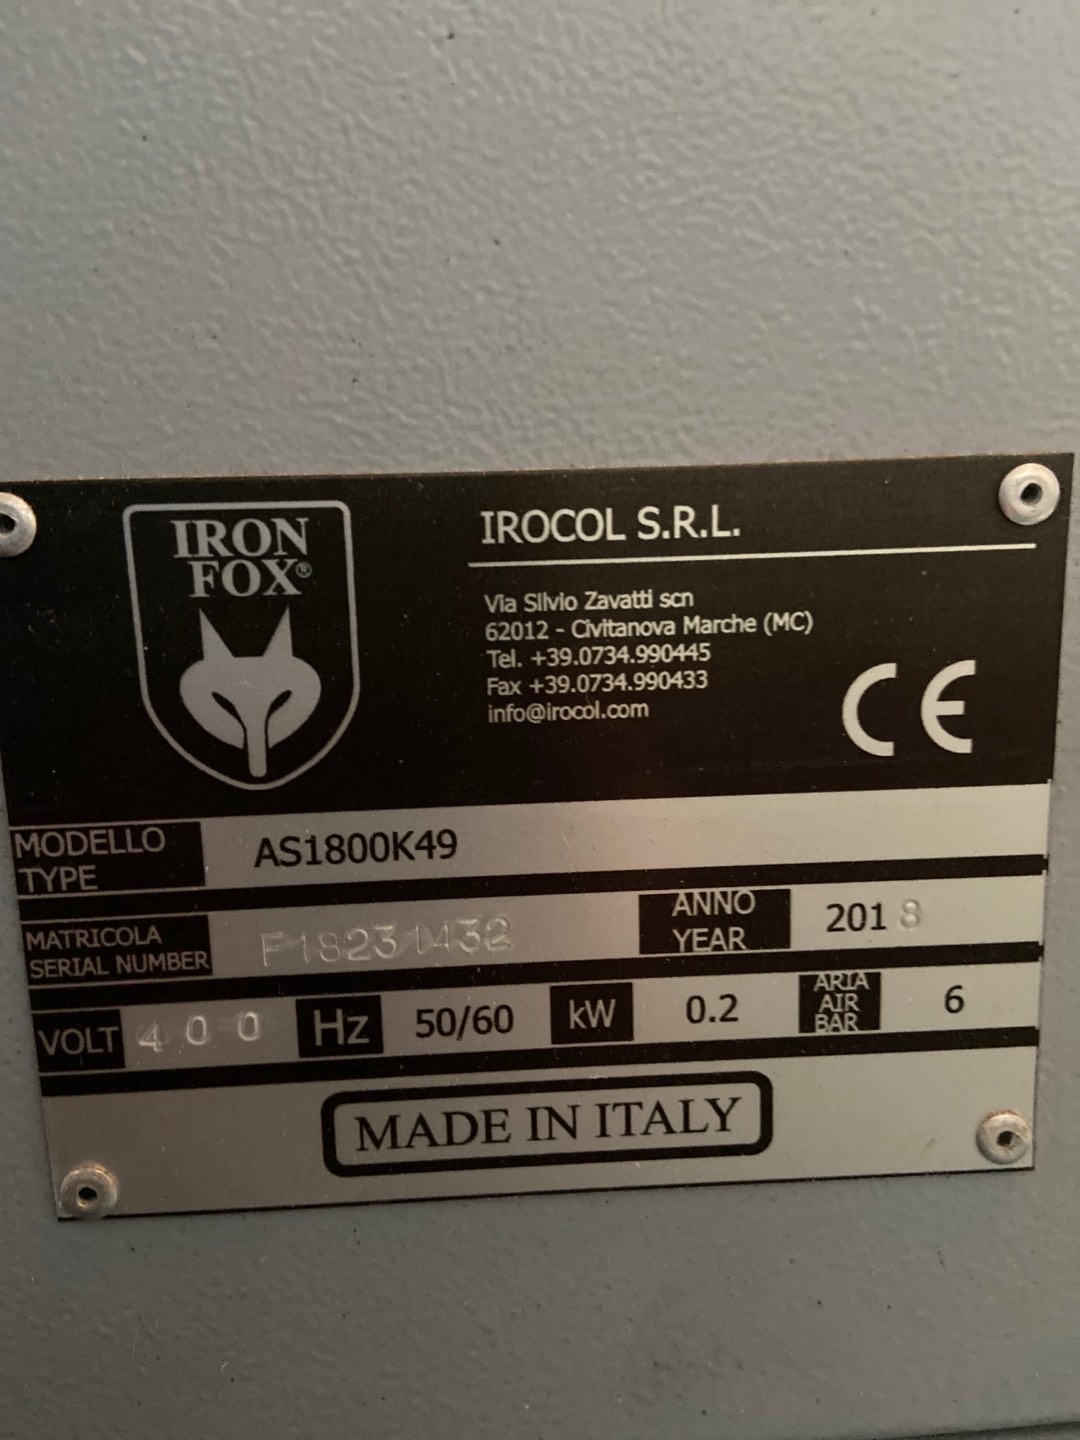 IRON
FOX®
IROCOL S.R.L.
Via Silvio Zavatti scn
62012 - Civitanova Marche (MC)
Tel. +39.0734.990445
Fax +39.0734.990433
info@irocol.com
CE
MODELLO
TYPE
AS1800K49
MATRICOLA
SERIAL NUMBER
F18231432
ANNO
YEAR
2018
VOLT 400 Hz 50/60 kW 0.2
ARIA
AIR
BAR
6
MADE IN ITALY